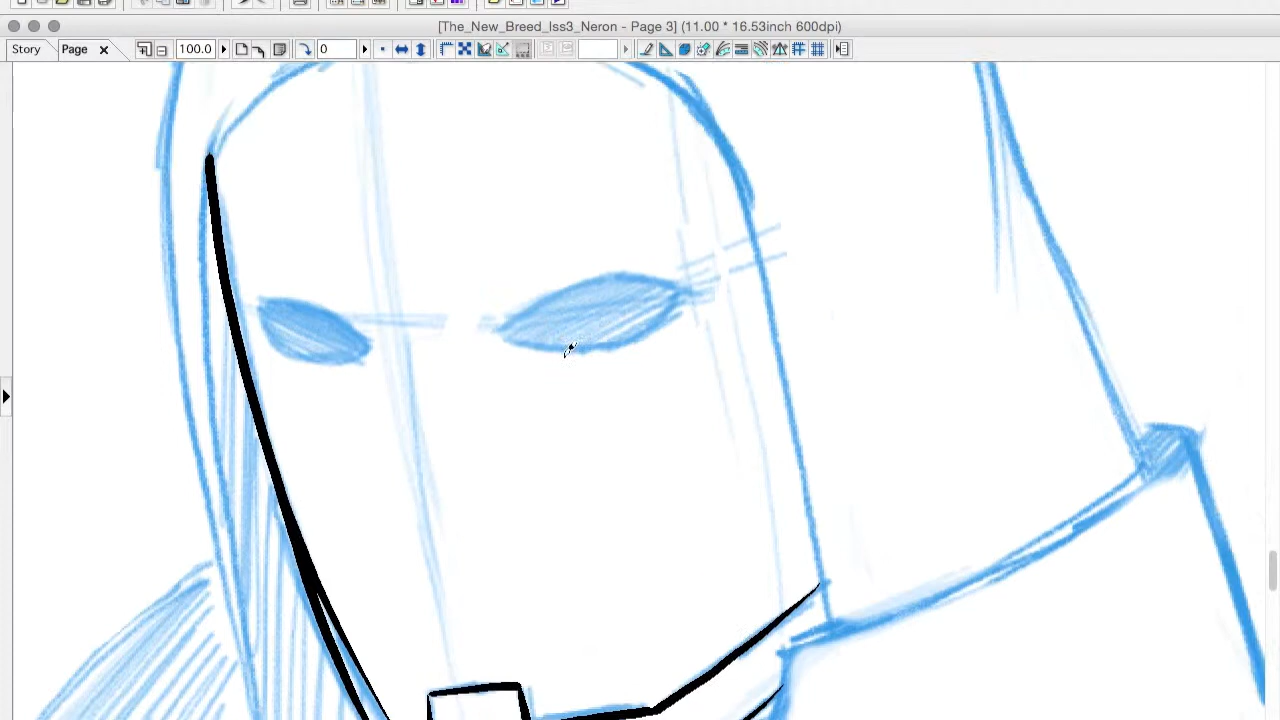 [The_New_Breed_Iss3_Neron - Page 3] (11.00 * 16.53inch 600dpi)
Story Page 100.0 0